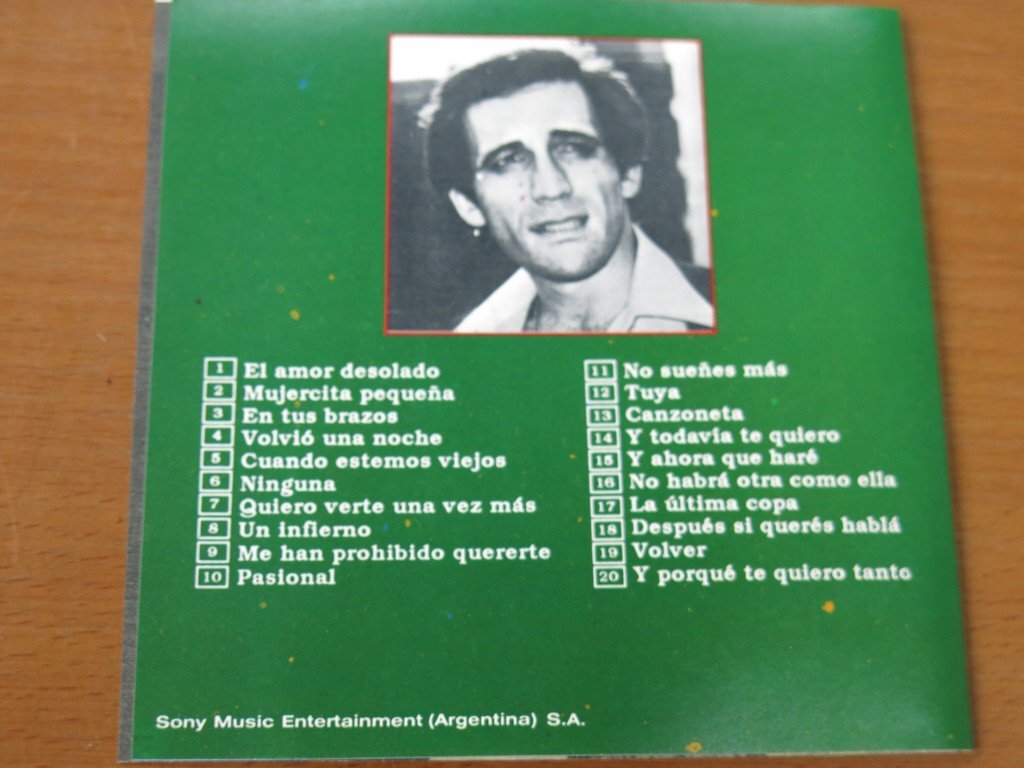 1 El amor desolado
2 Mujercita pequeña
3 En tus brazos
4 Volvió una noche
5 Cuando estemos viejos
6 Ninguna
7 Quiero verte una vez más
8 Un infierno
9 Me han prohibido quererte
10 Pasional
11 No sueñes más
12 Tuya
13 Canzoneta
14 Y todavía te quiero
15 Y ahora que haré
16 No habrá otra como ella
17 La última copa
18 Después si querés hablá
19 Volver
20 Y porqué te quiero tanto
Sony Music Entertainment (Argentina) S.A.